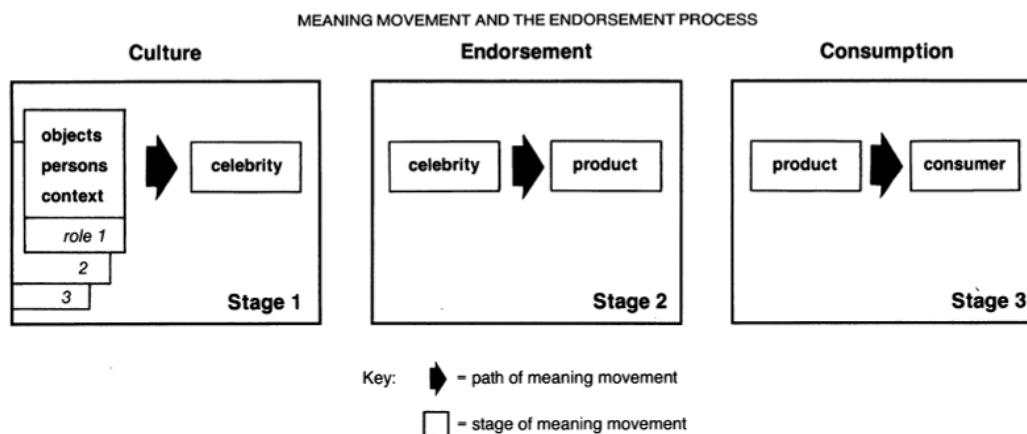 MEANING MOVEMENT AND THE ENDORSEMENT PROCESS
Culture
Endorsement
Consumption
objects
persons
context
role 1
2
3
celebrity
Stage 1
celebrity
product
Stage 2
product
consumer
Stage 3
Key:
= path of meaning movement
= stage of meaning movement